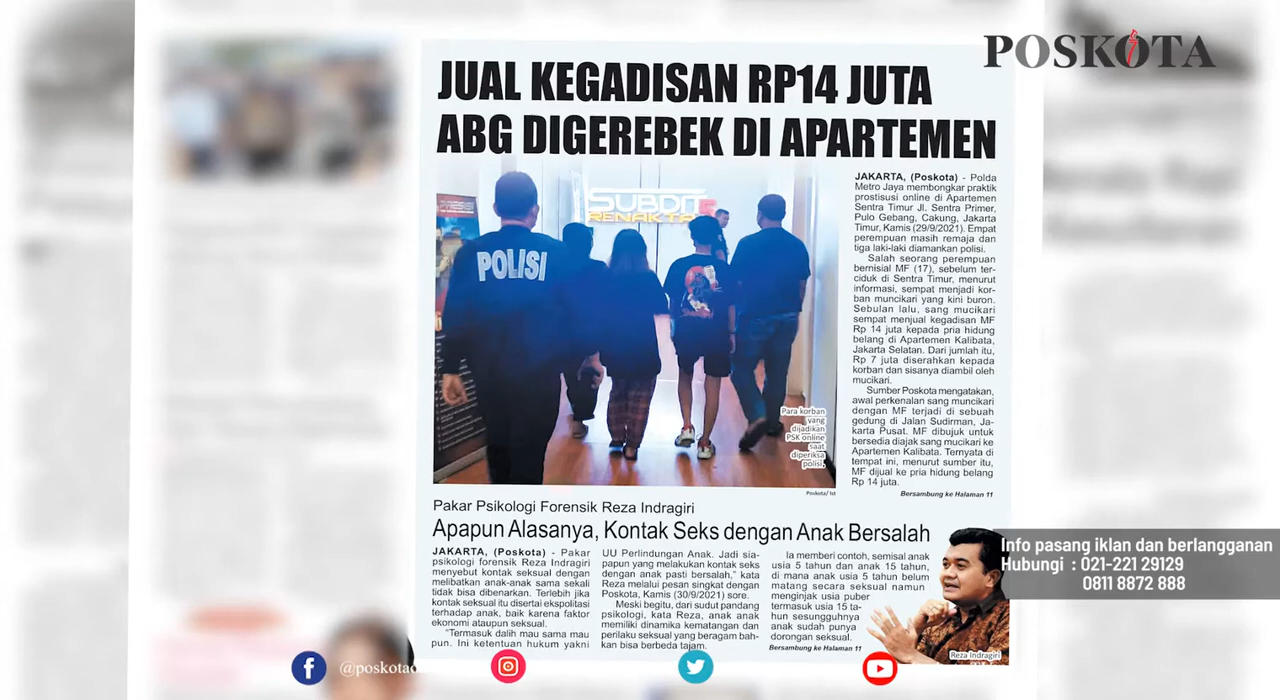 POSKOTA
JUAL KEGADISAN RP14 JUTA
ABG DIGEREBEK DI APARTEMEN
POLISI
SUBDIT
RENAKTA
Para korban
yang
dijadikan
PSK online
saat
diperiksa
polisi,
Poskota/ Ist
JAKARTA, (Poskota) - Polda
Metro Jaya membongkar praktik
prostisusi online di Apartemen
Sentra Timur Jl. Sentra Primer,
Pulo Gebang, Cakung, Jakarta
Timur, Kamis (29/9/2021). Empat
perempuan masih remaja dan
tiga laki-laki diamankan polisi.
Salah seorang perempuan
bernisial MF (17), sebelum ter-
ciduk di Sentra Timur, menurut
informasi, sempat menjadi kor-
ban muncikari yang kini buron.
Sebulan lalu, sang mucikari
sempat menjual kegadisan MF
Rp 14 juta kepada pria hidung
belang di Apartemen Kalibata,
Jakarta Selatan. Dari jumlah itu,
Rp 7 juta diserahkan kepada
korban dan sisanya diambil oleh
mucikari.
Sumber Poskota mengatakan,
awal perkenalan sang muncikari
dengan MF terjadi di sebuah
gedung di Jalan Sudirman, Ja-
karta Pusat. MF dibujuk untuk
bersedia diajak sang mucikari ke
Apartemen Kalibata. Ternyata di
tempat ini, menurut sumber itu,
MF dijual ke pria hidung belang
Rp 14 juta.
Bersambung ke Halaman 11
Pakar Psikologi Forensik Reza Indragiri
Apapun Alasanya, Kontak Seks dengan Anak Bersalah
JAKARTA, (Poskota) - Pakar
psikologi forensik Reza Indragiri
menyebut kontak seksual dengan
melibatkan anak-anak sama sekali
tidak bisa dibenarkan. Terlebih jika
kontak seksual itu disertai ekspolitasi
terhadap anak, baik karena faktor
ekonomi ataupun seksual.
"Termasuk dalih mau sama mau
pun. Ini ketentuan hukum yakni
UU Perlindungan Anak. Jadi sia-
papun yang melakukan kontak seks
dengan anak pasti bersalah," kata
Reza melalui pesan singkat dengan
Poskota, Kamis (30/9/2021) sore.
Meski begitu, dari sudut pandang
psikologi, kata Reza, anak anak
memiliki dinamika kematangan dan
perilaku seksual yang beragam bah-
kan bisa berbeda tajam.
Ia memberi contoh, semisal anak
usia 5 tahun dan anak 15 tahun,
di mana anak usia 5 tahun belum
matang secara seksual namun
menginjak usia puber
termasuk usia 15 ta-
hun sesungguhnya
anak sudah punya
dorongan seksual.
Bersambung ke Halaman 11
Reza Indragiri
Info pasang iklan dan berlangganan
Hubungi : 021-221 29129
0811 8872 888